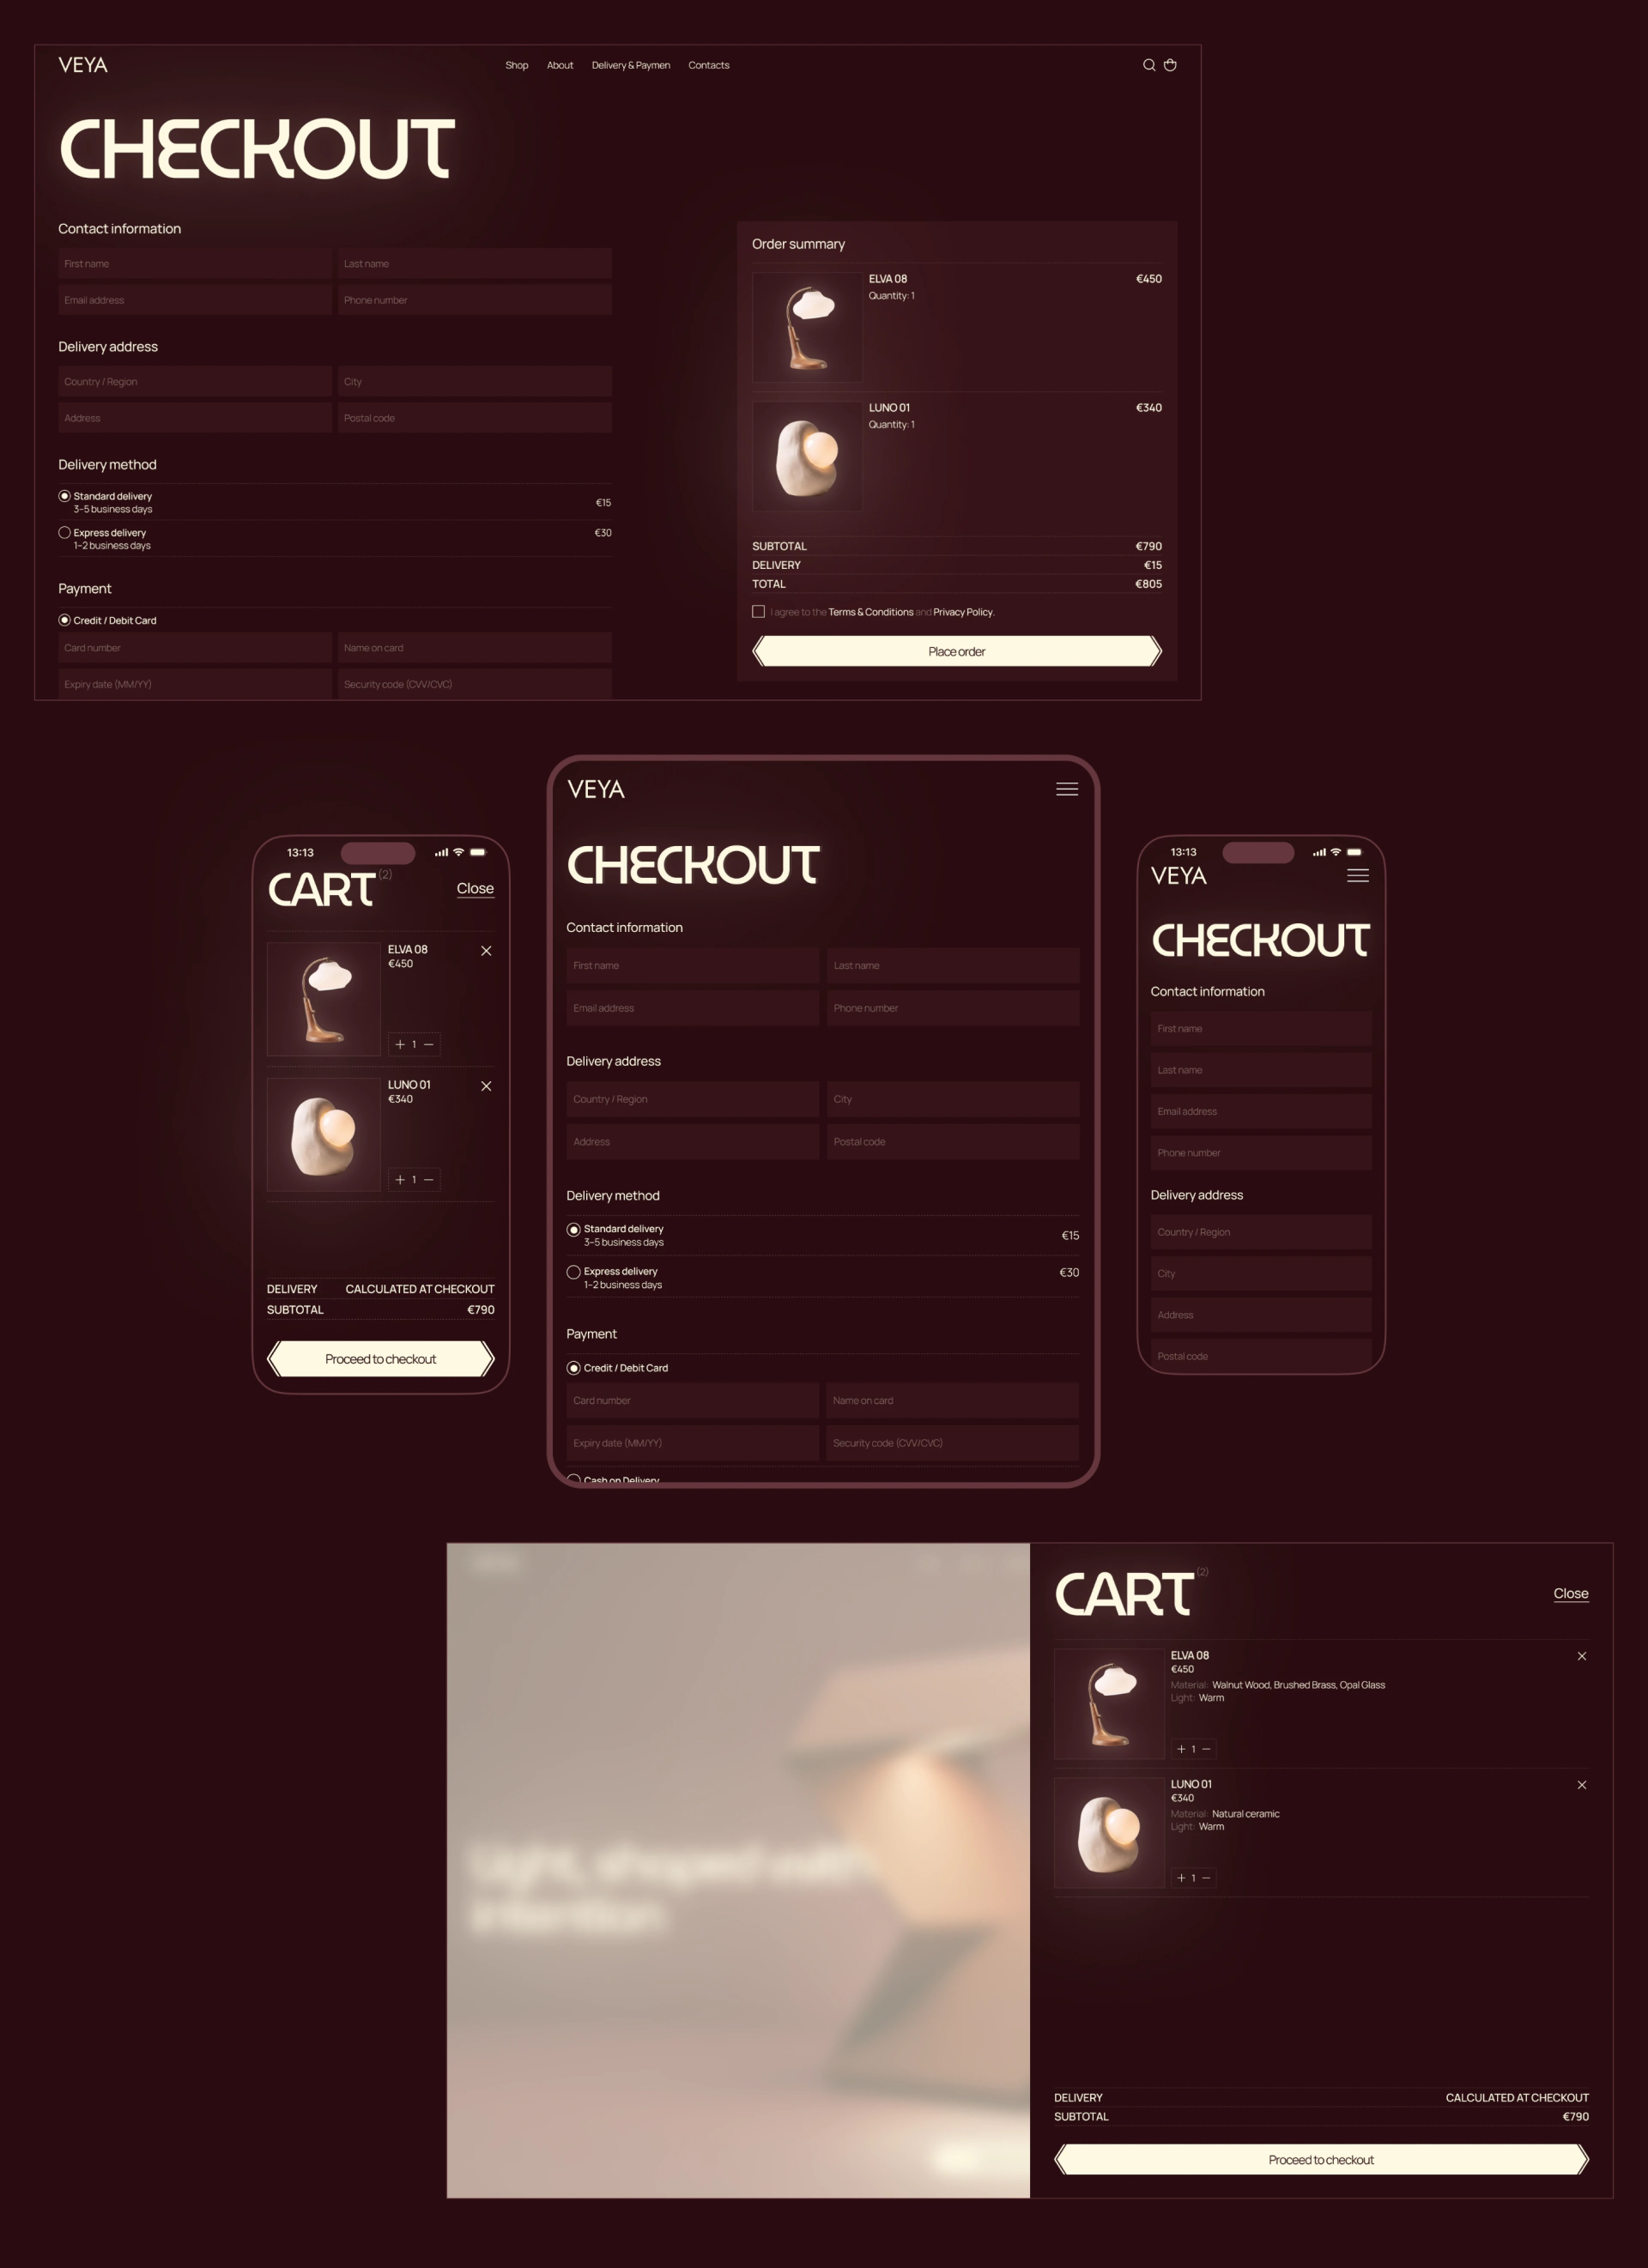 VEYA
Shop About Delivery & Paymen Contacts
CHECKOUT
Contact information
First name Last name
Email address Phone number
Delivery address
Country / Region City
Address Postal code
Delivery method
Standard delivery
3–5 business days €15
Express delivery €30
1–2 business days
Payment
Credit / Debit Card
Card number Name on card
Expiry date (MM/YY) Security code (CVV/CVC)
Order summary
ELVA 08 €450
Quantity: 1
LUNO 01 €340
Quantity: 1
SUBTOTAL €790
DELIVERY €15
TOTAL €805
I agree to the Terms & Conditions and Privacy Policy.
Place order
13:13
CART (2)
Close
ELVA 08
€450
+ 1 −
LUNO 01
€340
+ 1 −
DELIVERY CALCULATED AT CHECKOUT
SUBTOTAL €790
Proceed to checkout
VEYA
CHECKOUT
Contact information
First name Last name
Email address Phone number
Delivery address
Country / Region City
Address Postal code
Delivery method
Standard delivery
3–5 business days €15
Express delivery €30
1–2 business days
Payment
Credit / Debit Card
Card number Name on card
Expiry date (MM/YY) Security code (CVV/CVC)
Cash on Delivery
13:13
VEYA
CHECKOUT
Contact information
First name
Last name
Email address
Phone number
Delivery address
Country / Region
City
Address
Postal code
Light, shaped with
intention
CART (2)
Close
ELVA 08
€450
Material: Walnut Wood, Brushed Brass, Opal Glass
Light: Warm
+ 1 −
LUNO 01
€340
Material: Natural ceramic
Light: Warm
+ 1 −
DELIVERY CALCULATED AT CHECKOUT
SUBTOTAL €790
Proceed to checkout